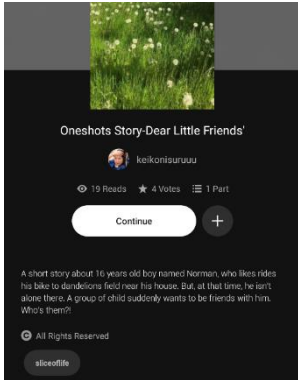 Oneshots Story-Dear Little Friends'
keikonisuruuu
19 Reads 4 Votes 1 Part
Continue
A short story about 16 years old boy named Norman, who likes rides
his bike to dandelions field near his house. But, at that time, he isn't
alone there. A group of child suddenly wants to be friends with him.
Who's them?!
All Rights Reserved
sliceoflife